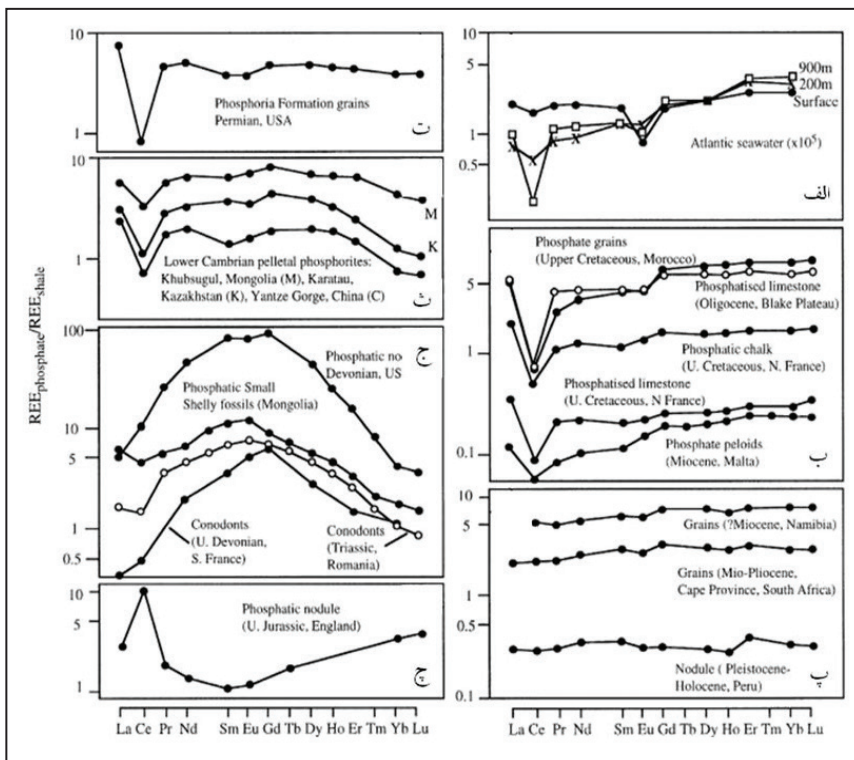 REE phosphate/REE shale
10
1
Phosphoria Formation grains
Permian, USA
ت
10
1
M
K
Lower Cambrian pelletal phosphorites:
Khubsugul, Mongolia (M), Karatau,
Kazakhstan (K), Yantze Gorge, China (C)
ث
100
10
5
1
0.5
ج
Phosphatic no
Devonian, US
Phosphatic Small
Shelly fossils (Mongolia)
Conodonts
(U. Devonian,
S. France)
Conodonts
(Triassic,
Romania)
10
5
1
Phosphatic nodule
(U. Jurassic, England)
چ
La Ce Pr Nd Sm Eu Gd Tb Dy Ho Er Tm Yb Lu
10
5
1
0.5
900m
200m
Surface
Atlantic seawater (x10⁵)
الف
5
1
0.1
Phosphate grains
(Upper Cretaceous, Morocco)
Phosphatised limestone
(Oligocene, Blake Plateau)
Phosphatic chalk
(U. Cretaceous, N. France)
Phosphatised limestone
(U. Cretaceous, N France)
Phosphate peloids
(Miocene, Malta)
ب
10
5
1
0.5
0.1
Grains (?Miocene, Namibia)
Grains (Mio-Pliocene,
Cape Province, South Africa)
Nodule ( Pleistocene-
Holocene, Peru)
پ
La Ce Pr Nd Sm Eu Gd Tb Dy Ho Er Tm Yb Lu